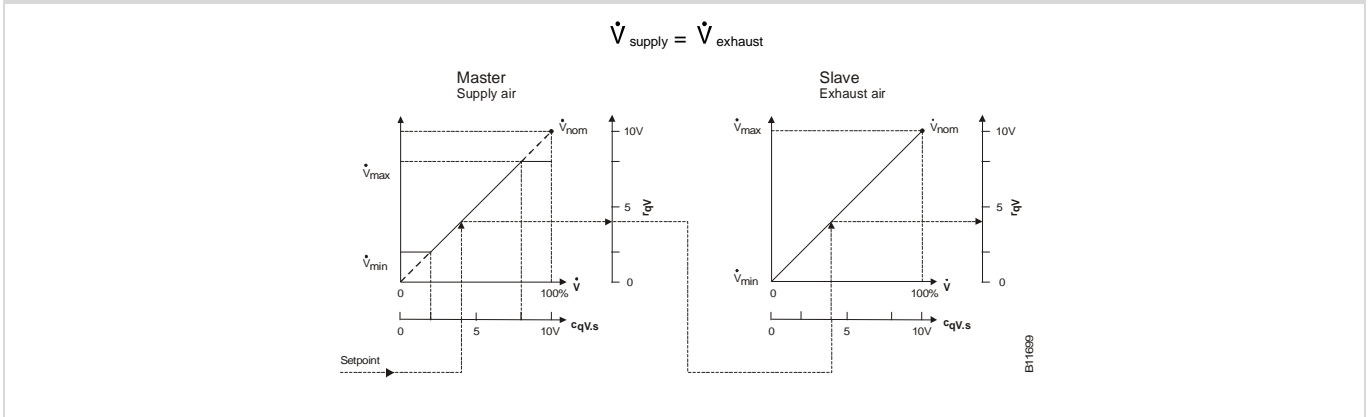 V̇ supply = V̇ exhaust
Master
Supply air
V̇nom
V̇max
V̇min
0
100%
V̇
0
5
10V
cqV.s
10V
5
0
rqV
Setpoint
Slave
Exhaust air
V̇max
V̇nom
V̇min
0
100%
V̇
0
5
10V
cqV.s
10V
5
0
rqV
B11699